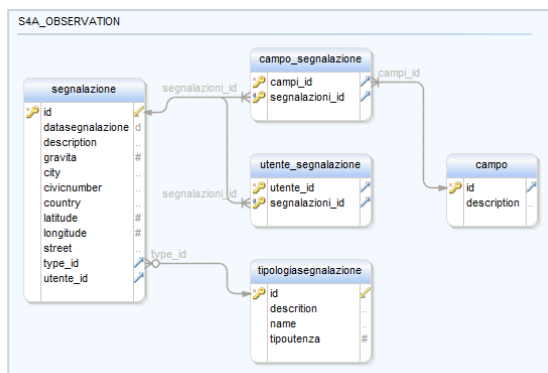 S4A_OBSERVATION
segnalazione
id
datasegnalazione d
description
gravita #
city
civicnumber
country
latitude #
longitude #
street
type_id
utente_id
segnalazioni_id
segnalazioni_id
type_id
campo_segnalazione
campi_id
segnalazioni_id
campi_id
utente_segnalazione
utente_id
segnalazioni_id
tipologiasegnalazione
id
descrition
name
tipoutenza #
campo
id
description